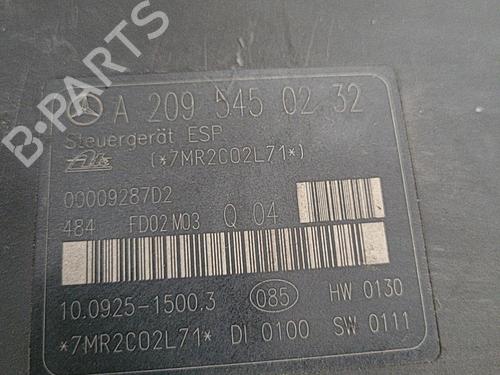 A 209 545 02 32
Steuergerät ESP
Ate (*7MR2C02L71*)
00009287D2
484 FD02 M03 Q 04
10.0925-1500.3 085 HW 0130
*7MR2C02L71* DI 0100 SW 0111
B-PARTS